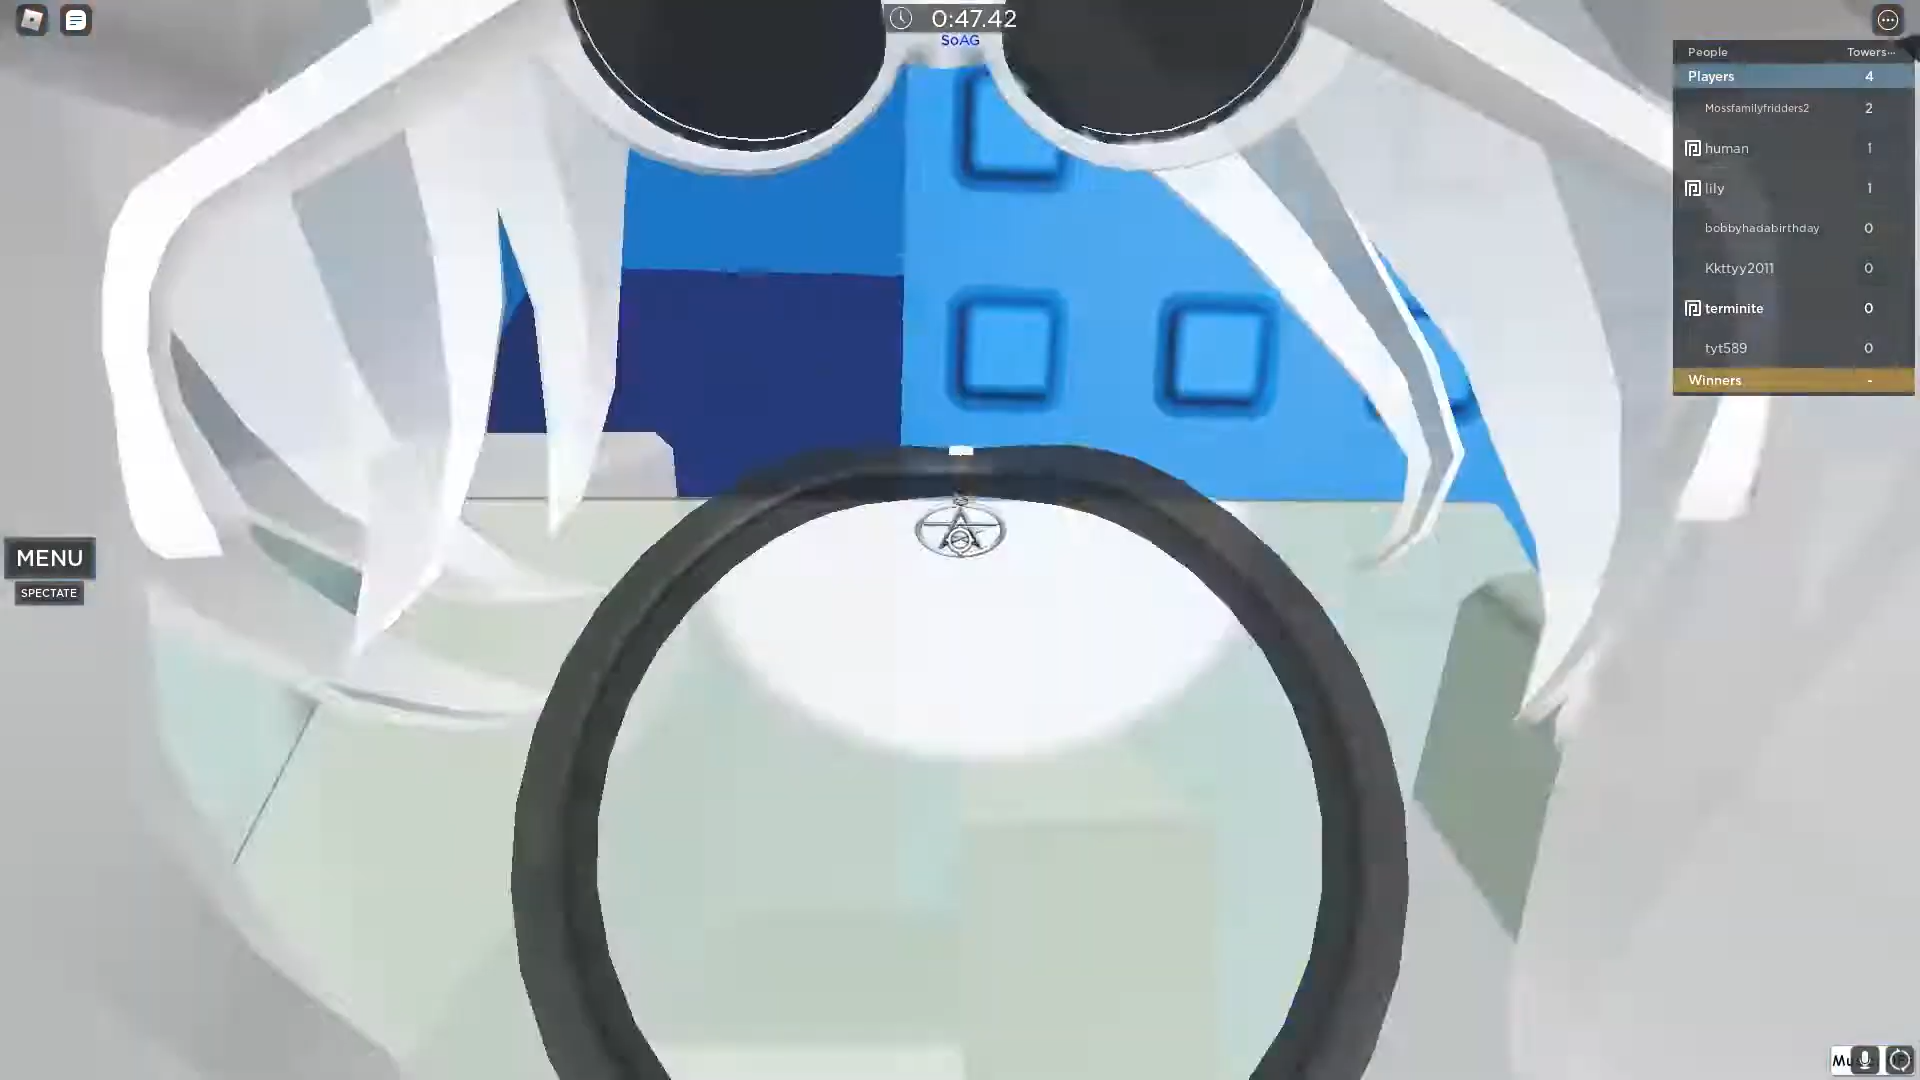 0:47.42
SoAG
People Towers...
Players 4
Mossfamilyfridders2 2
human 1
lily 1
bobbyhadabirthday 0
Kkttyy2011 0
terminite 0
tyt589 0
Winners -
MENU
SPECTATE